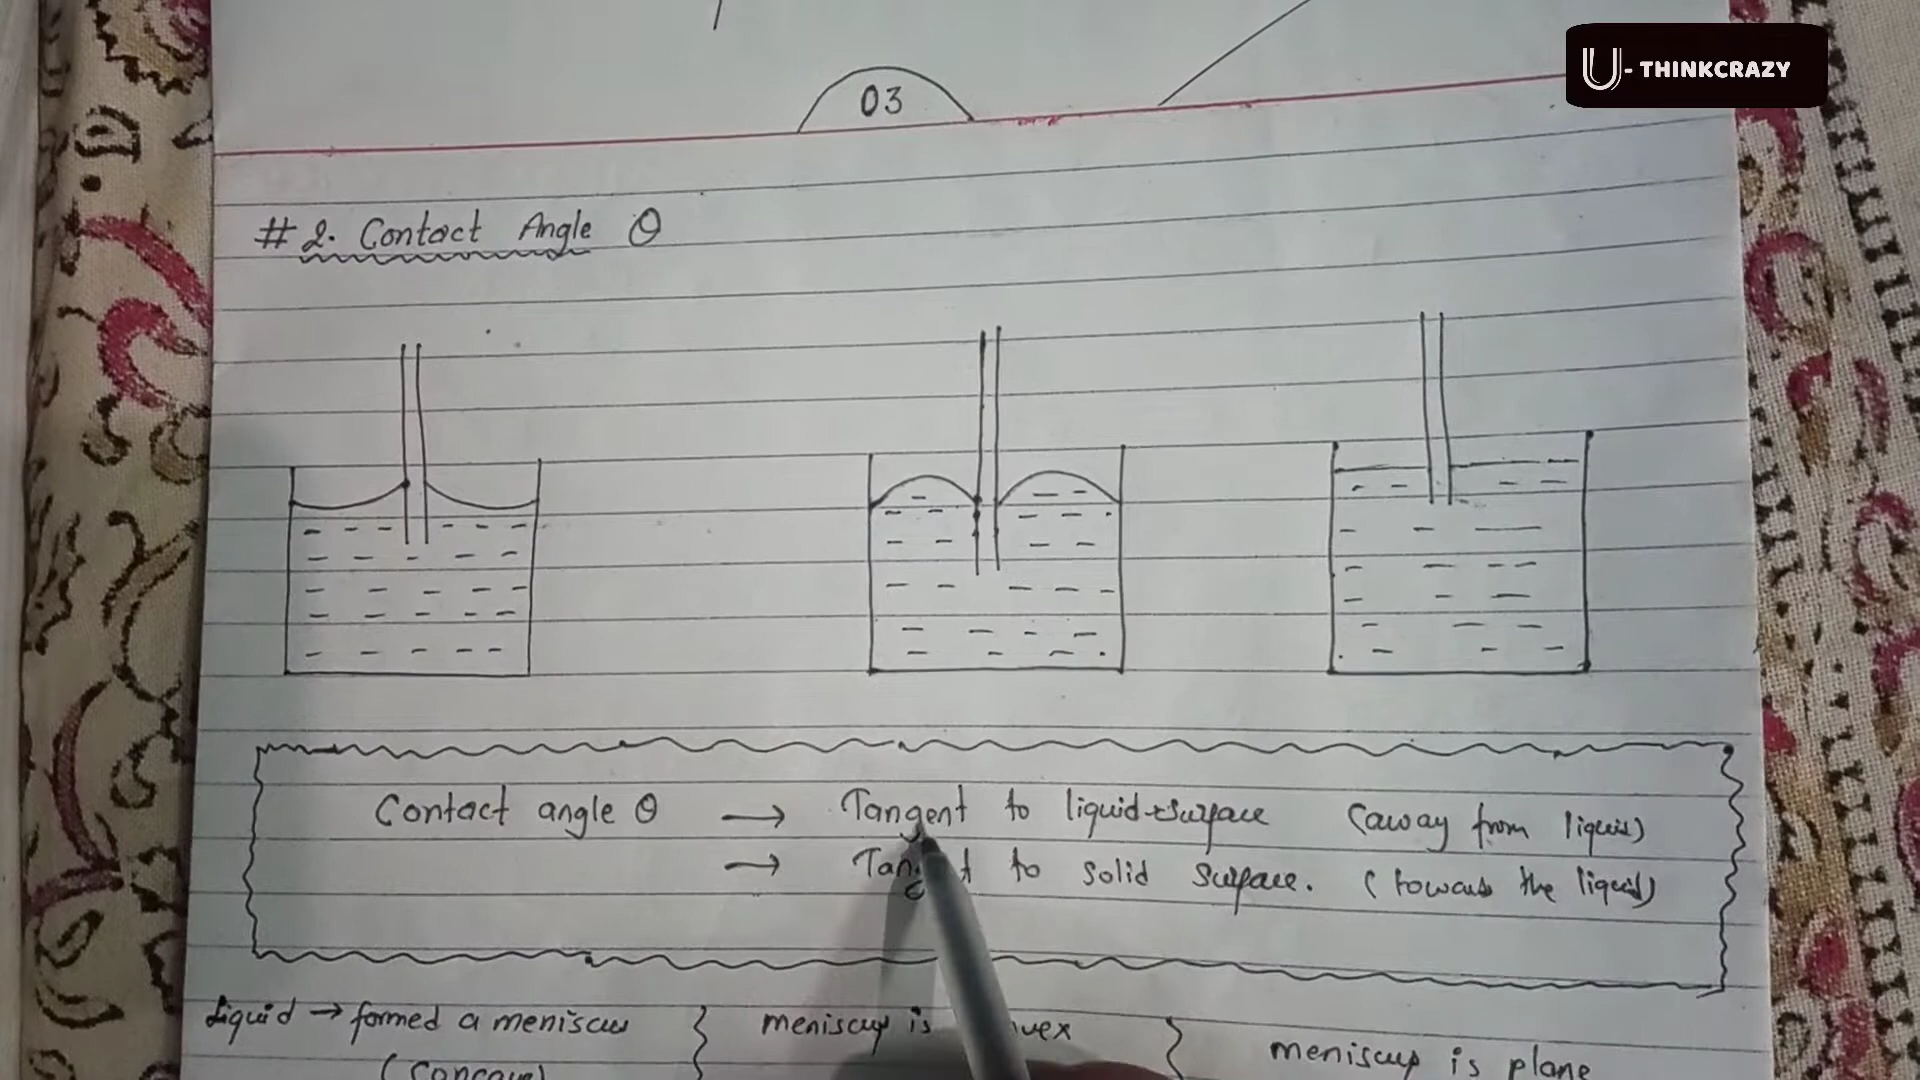 U - THINKCRAZY
03
#2. Contact Angle θ
Contact angle θ → Tangent to liquid surface (away from liquid)
→ Tangent to solid surface. (towards the liquid)
Liquid → formed a meniscus } meniscus is } meniscus is plane
(concave)